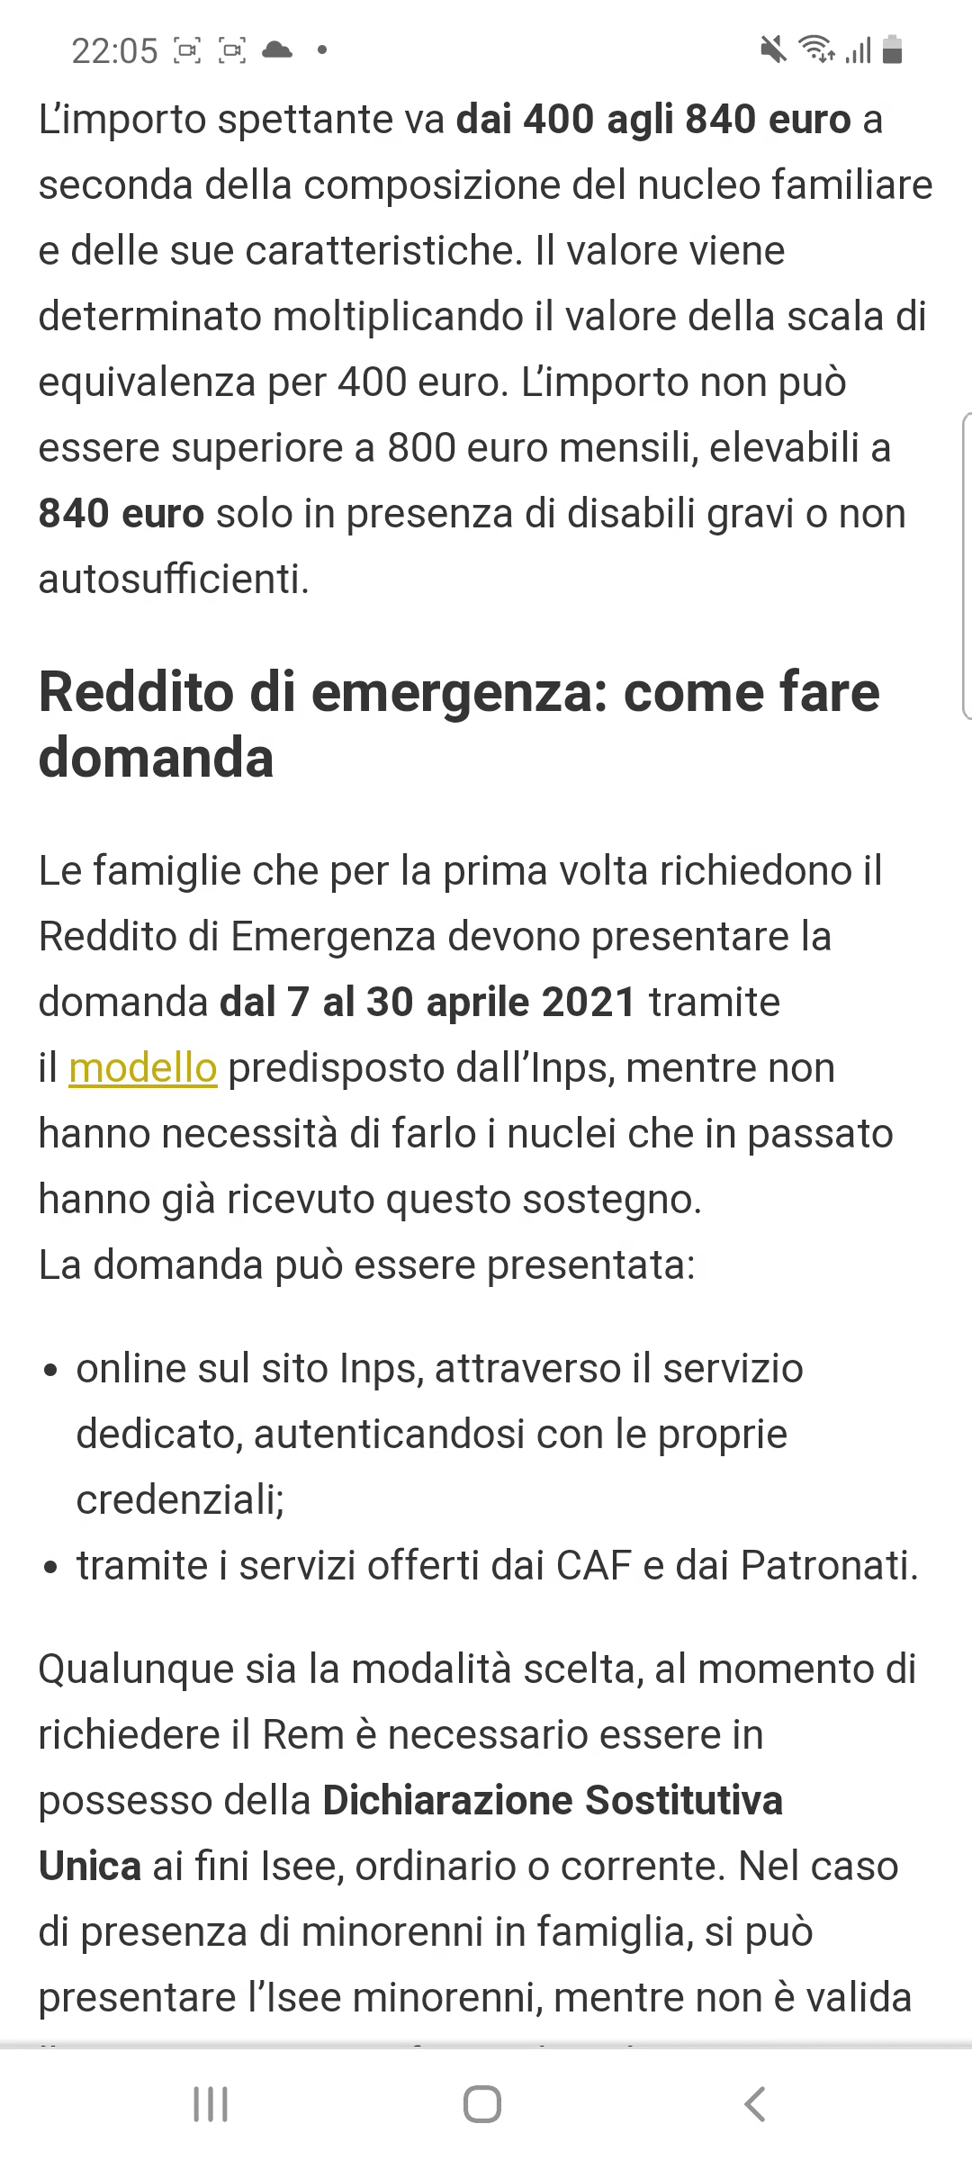 22:05
L’importo spettante va dai 400 agli 840 euro a
seconda della composizione del nucleo familiare
e delle sue caratteristiche. Il valore viene
determinato moltiplicando il valore della scala di
equivalenza per 400 euro. L’importo non può
essere superiore a 800 euro mensili, elevabili a
840 euro solo in presenza di disabili gravi o non
autosufficienti.
Reddito di emergenza: come fare
domanda
Le famiglie che per la prima volta richiedono il
Reddito di Emergenza devono presentare la
domanda dal 7 al 30 aprile 2021 tramite
il modello predisposto dall’Inps, mentre non
hanno necessità di farlo i nuclei che in passato
hanno già ricevuto questo sostegno.
La domanda può essere presentata:
• online sul sito Inps, attraverso il servizio
dedicato, autenticandosi con le proprie
credenziali;
• tramite i servizi offerti dai CAF e dai Patronati.
Qualunque sia la modalità scelta, al momento di
richiedere il Rem è necessario essere in
possesso della Dichiarazione Sostitutiva
Unica ai fini Isee, ordinario o corrente. Nel caso
di presenza di minorenni in famiglia, si può
presentare l’Isee minorenni, mentre non è valida